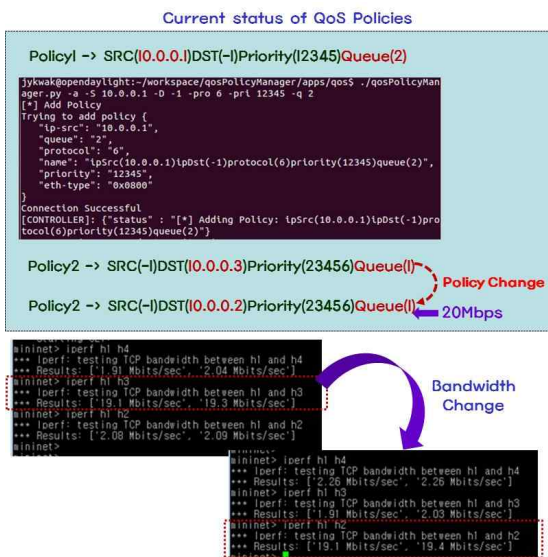 Current status of QoS Policies
Policy1 -> SRC(10.0.0.1)DST(-1)Priority(12345)Queue(2)
jykwak@opendaylight:~/workspace/qosPolicyManager/apps/qos$ ./qosPolicyMan
ager.py -a -S 10.0.0.1 -D -1 -pro 6 -pri 12345 -q 2
[*] Add Policy
Trying to add policy {
"ip-src": "10.0.0.1",
"queue": "2",
"protocol": "6",
"name": "ipSrc(10.0.0.1)ipDst(-1)protocol(6)priority(12345)queue(2)",
"priority": "12345",
"eth-type": "0x0800"
}
Connection Successful
[CONTROLLER]: {"status" : "[*] Adding Policy: ipSrc(10.0.0.1)ipDst(-1)pro
tocol(6)priority(12345)queue(2)"}
Policy2 -> SRC(-1)DST(10.0.0.3)Priority(23456)Queue(1)
Policy Change
Policy2 -> SRC(-1)DST(10.0.0.2)Priority(23456)Queue(1)
20Mbps
mininet> iperf h1 h4
*** Iperf: testing TCP bandwidth between h1 and h4
*** Results: ['1.91 Mbits/sec', '2.04 Mbits/sec']
mininet> iperf h1 h3
*** Iperf: testing TCP bandwidth between h1 and h3
*** Results: ['19.1 Mbits/sec', '19.3 Mbits/sec']
mininet> iperf h1 h2
*** Iperf: testing TCP bandwidth between h1 and h2
*** Results: ['2.08 Mbits/sec', '2.09 Mbits/sec']
mininet>
Bandwidth
Change
mininet> iperf h1 h4
*** Iperf: testing TCP bandwidth between h1 and h4
*** Results: ['2.26 Mbits/sec', '2.26 Mbits/sec']
mininet> iperf h1 h3
*** Iperf: testing TCP bandwidth between h1 and h3
*** Results: ['1.91 Mbits/sec', '2.03 Mbits/sec']
mininet> iperf h1 h2
*** Iperf: testing TCP bandwidth between h1 and h2
*** Results: ['19.1 Mbits/sec', '19.4 Mbits/sec']
mininet>